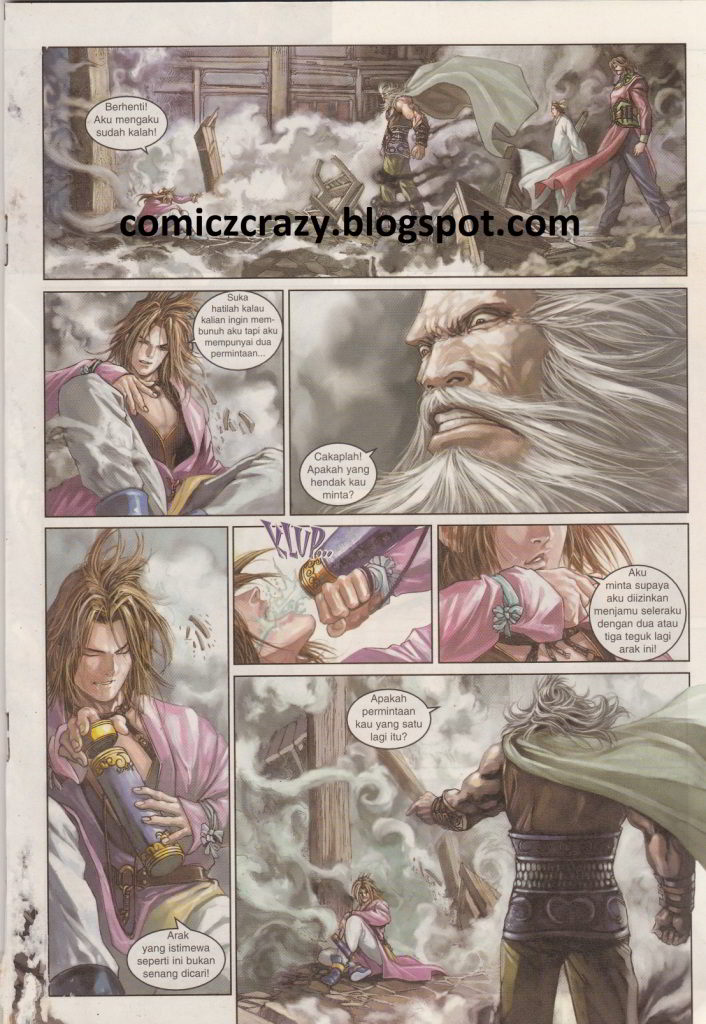 Berhenti!
Aku mengaku
sudah kalah!
comiczcrazy.blogspot.com
Suka
hatilah kalau
kalian ingin mem-
bunuh aku tapi aku
mempunyai dua
permintaan...
Cakaplah!
Apakah yang
hendak kau
minta?
KLUP...
Aku
minta supaya
aku diizinkan
menjamu seleraku
dengan dua atau
tiga teguk lagi
arak ini!
Arak
yang istimewa
seperti ini bukan
senang dicari!
Apakah
permintaan
kau yang satu
lagi itu?